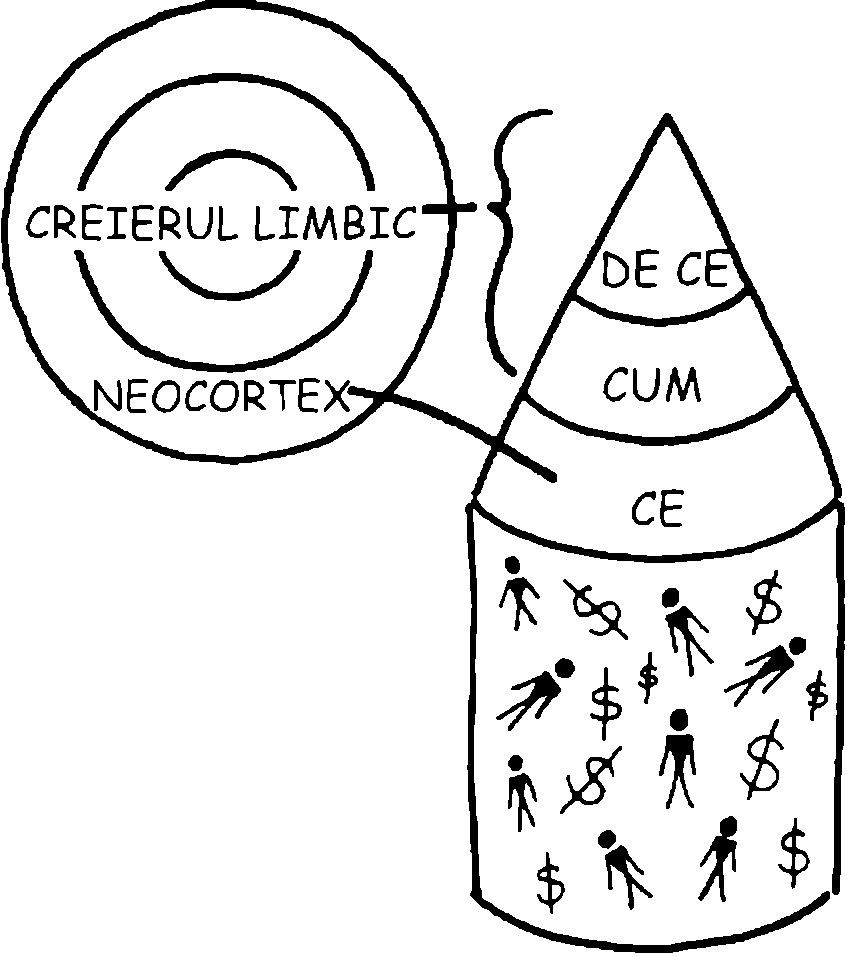 CREIERUL LIMBIC
NEOCORTEX
DE CE
CUM
CE
$ $
$ $ $
$ $
$ $